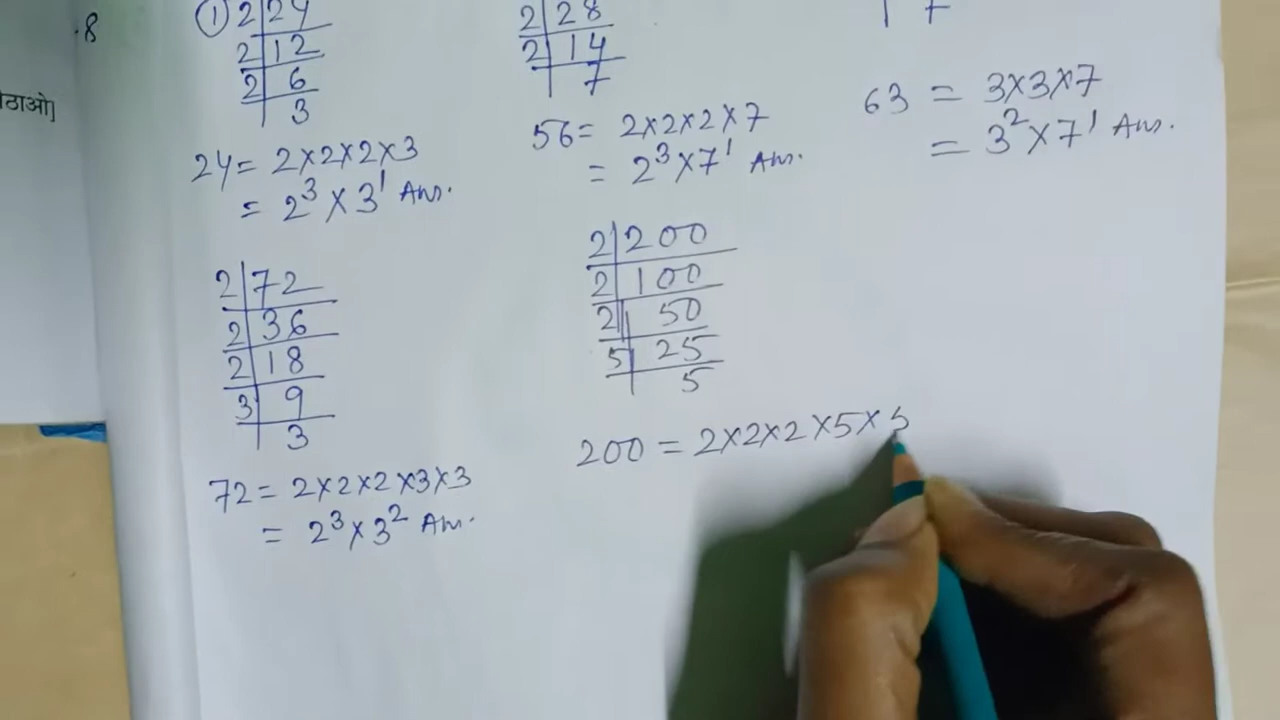 .8
ठाओ]
① 2|24
2|12
2|6
3
24 = 2×2×2×3
= 2³ × 3¹ Ans.
2|28
2|14
7
56 = 2×2×2×7
= 2³ × 7¹ Ans.
63 = 3×3×7
= 3² × 7¹ Ans.
2|72
2|36
2|18
3|9
3
72 = 2×2×2×3×3
= 2³ × 3² Ans.
2|200
2|100
2|50
5|25
5
200 = 2×2×2×5×5